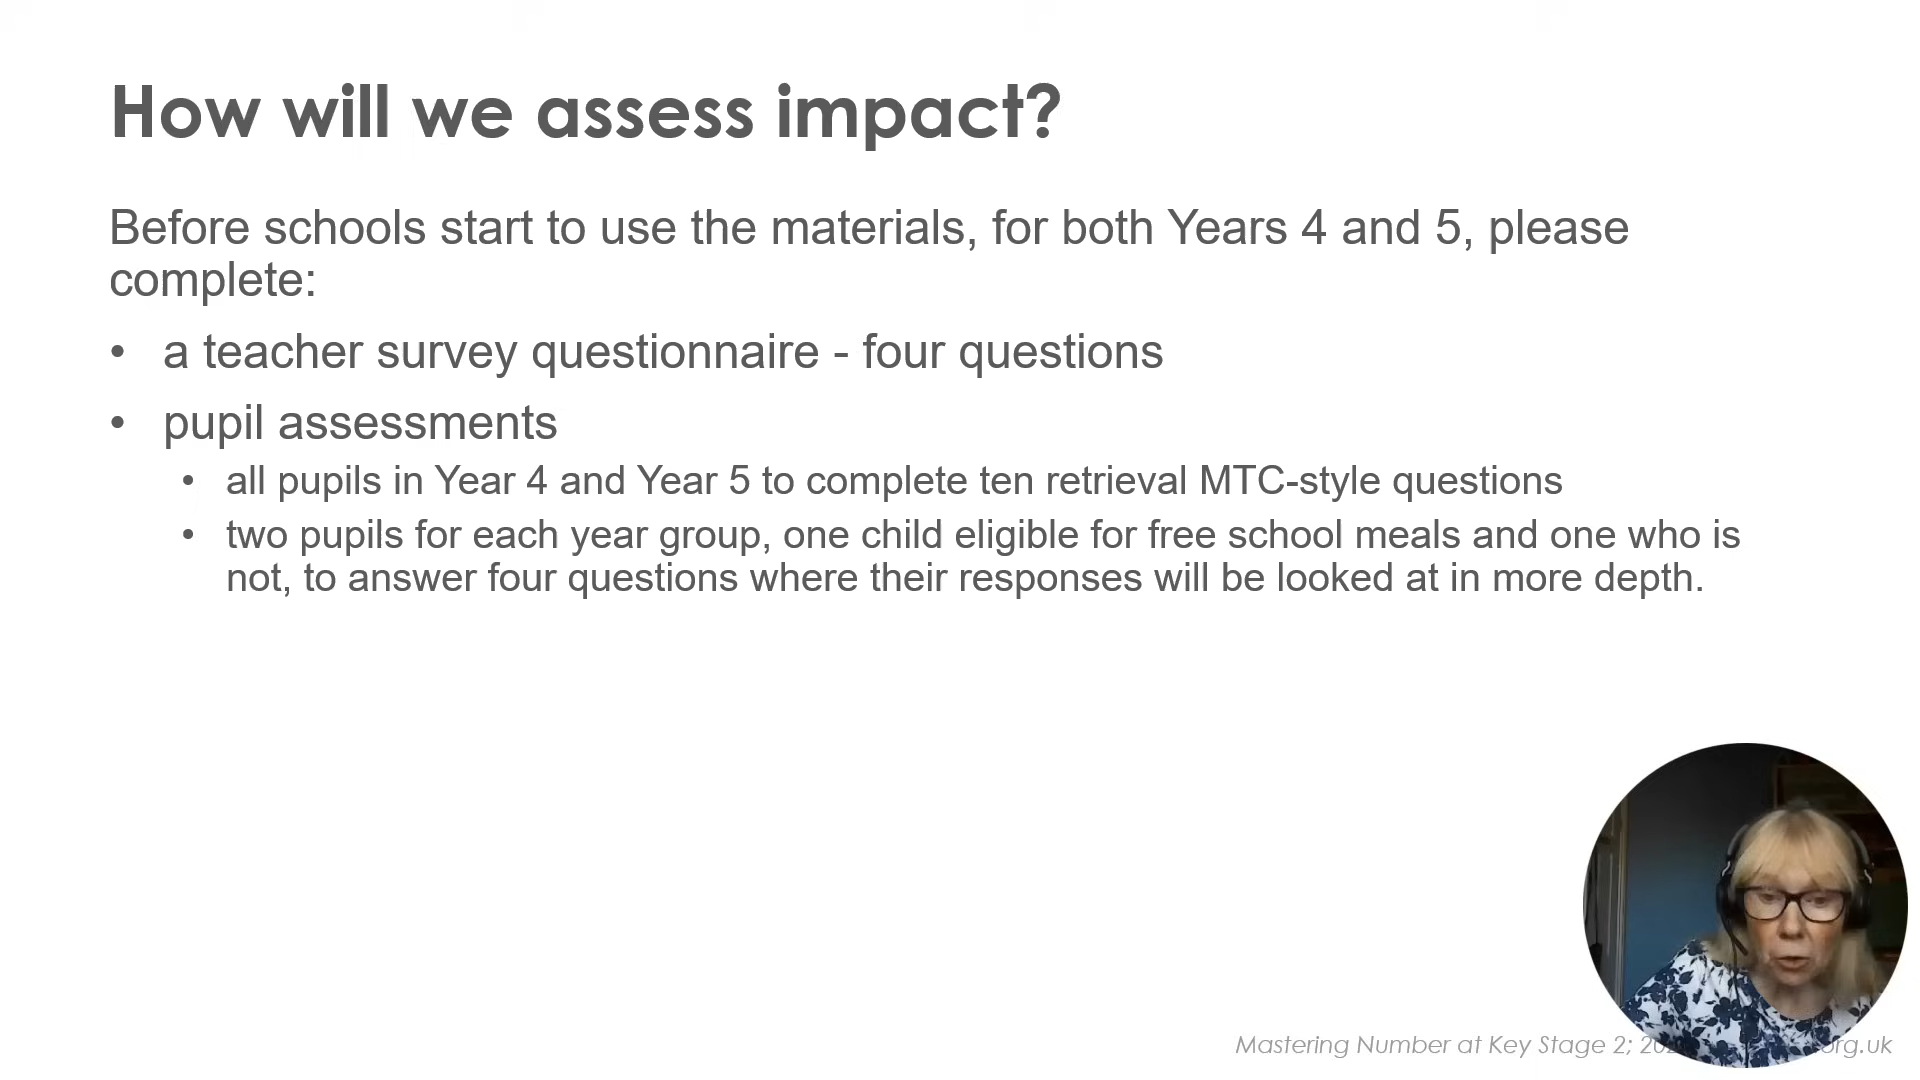 How will we assess impact?
Before schools start to use the materials, for both Years 4 and 5, please
complete:
• a teacher survey questionnaire - four questions
• pupil assessments
• all pupils in Year 4 and Year 5 to complete ten retrieval MTC-style questions
• two pupils for each year group, one child eligible for free school meals and one who is
not, to answer four questions where their responses will be looked at in more depth.
Mastering Number at Key Stage 2; org.uk